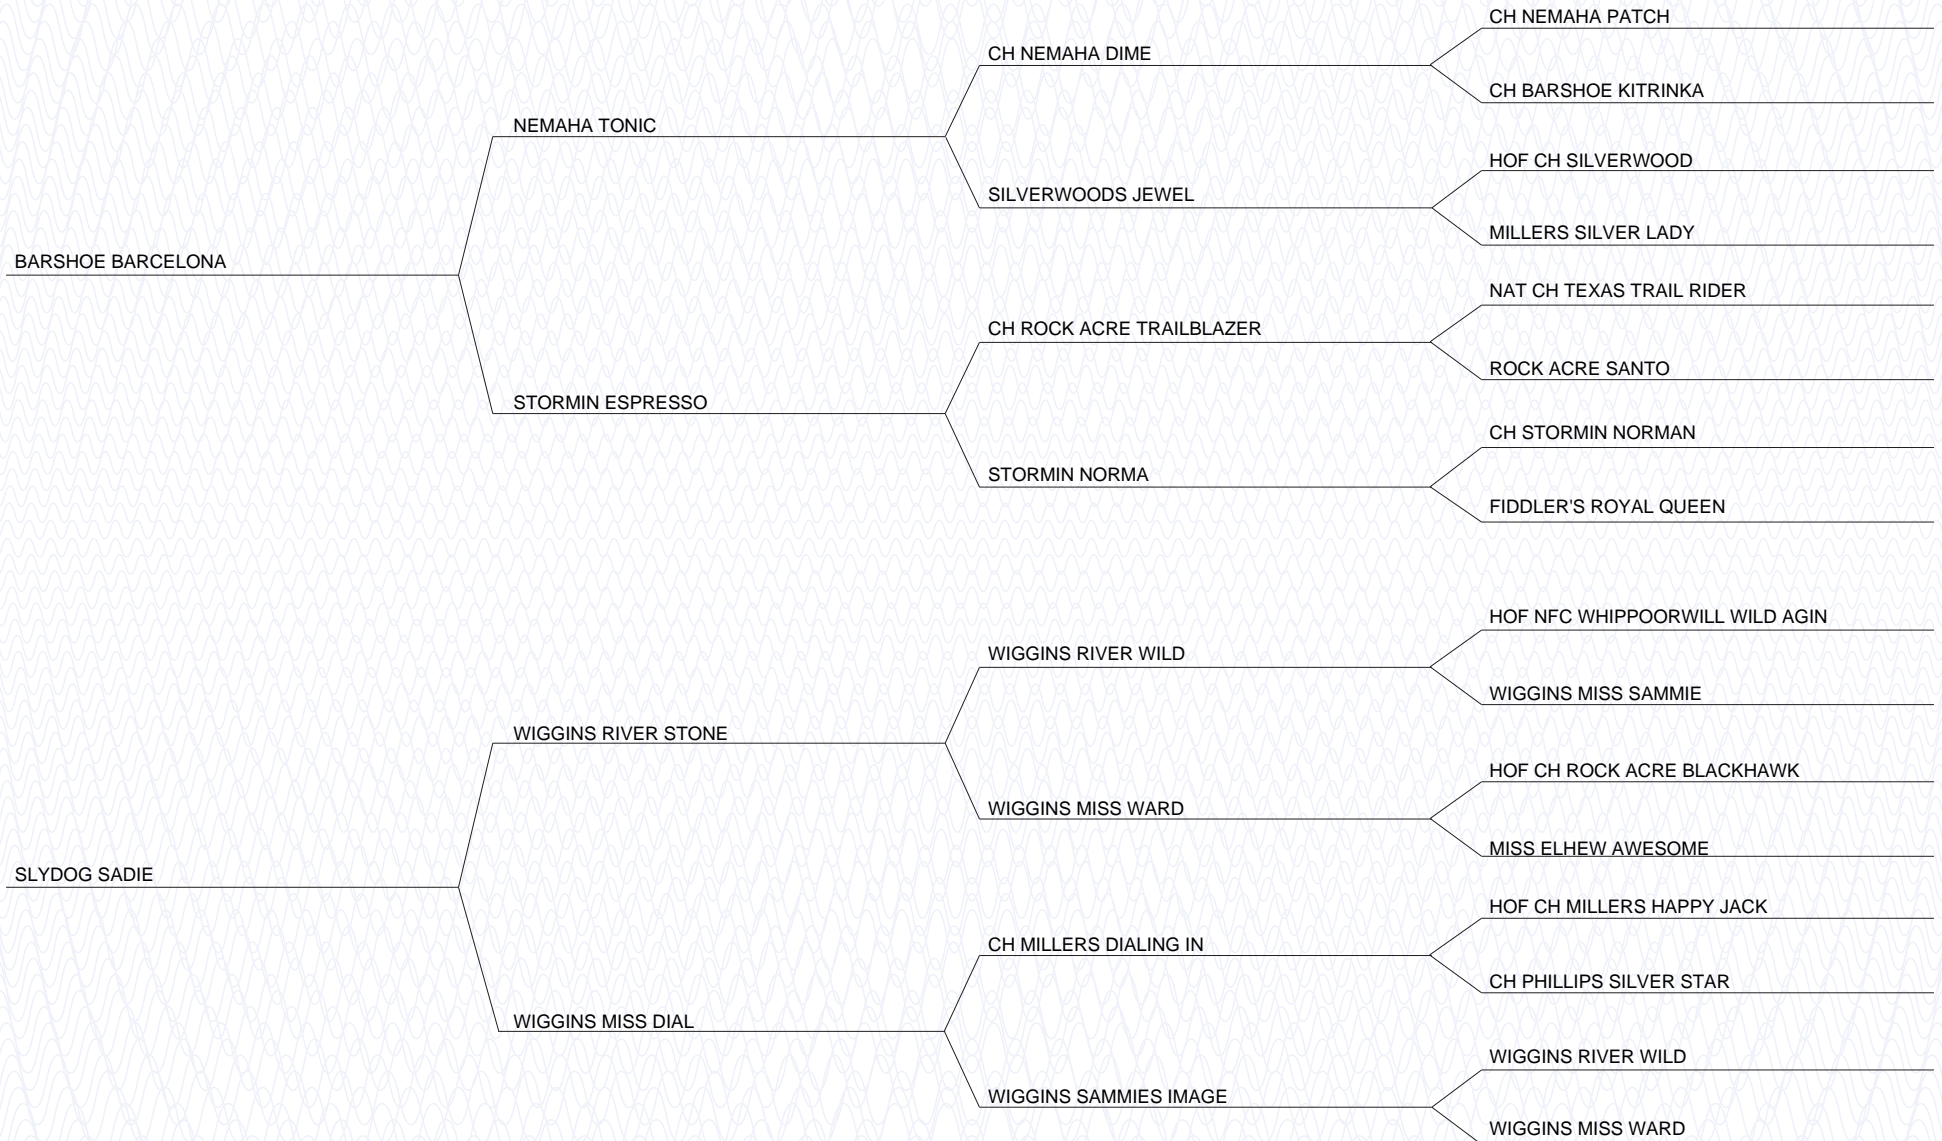 CH NEMAHA PATCH
CH NEMAHA DIME
CH BARSHOE KITRINKA
NEMAHA TONIC
HOF CH SILVERWOOD
SILVERWOODS JEWEL
MILLERS SILVER LADY
BARSHOE BARCELONA
NAT CH TEXAS TRAIL RIDER
CH ROCK ACRE TRAILBLAZER
ROCK ACRE SANTO
STORMIN ESPRESSO
CH STORMIN NORMAN
STORMIN NORMA
FIDDLER'S ROYAL QUEEN
HOF NFC WHIPPOORWILL WILD AGIN
WIGGINS RIVER WILD
WIGGINS MISS SAMMIE
WIGGINS RIVER STONE
HOF CH ROCK ACRE BLACKHAWK
WIGGINS MISS WARD
MISS ELHEW AWESOME
SLYDOG SADIE
HOF CH MILLERS HAPPY JACK
CH MILLERS DIALING IN
CH PHILLIPS SILVER STAR
WIGGINS MISS DIAL
WIGGINS RIVER WILD
WIGGINS SAMMIES IMAGE
WIGGINS MISS WARD